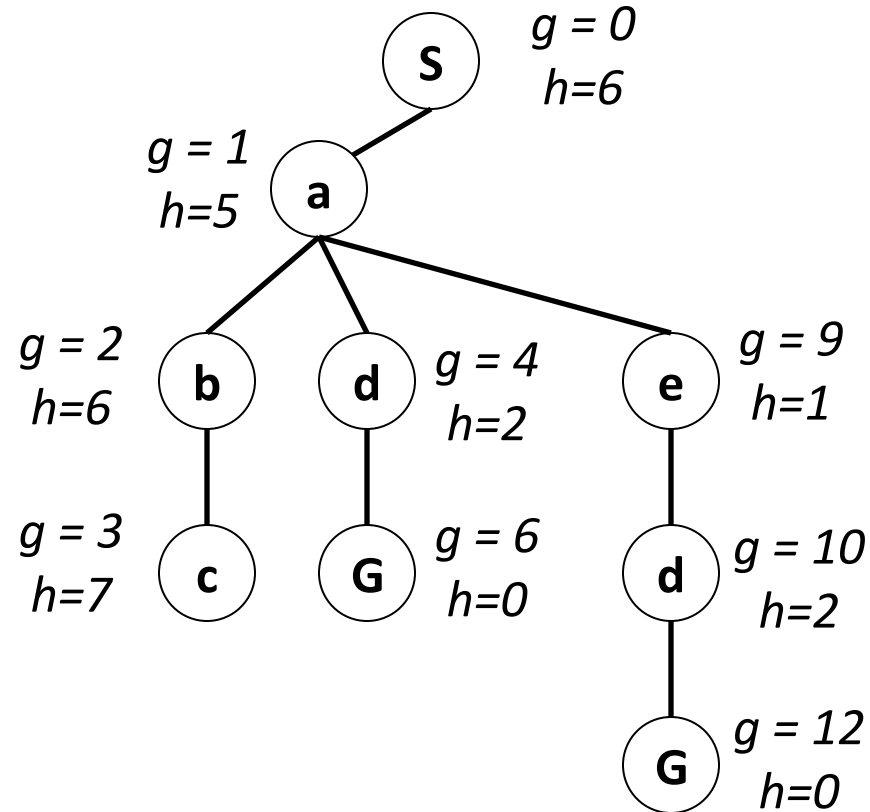 S
g = 0
h=6
a
g = 1
h=5
b
g = 2
h=6
d
g = 4
h=2
e
g = 9
h=1
c
g = 3
h=7
G
g = 6
h=0
d
g = 10
h=2
G
g = 12
h=0